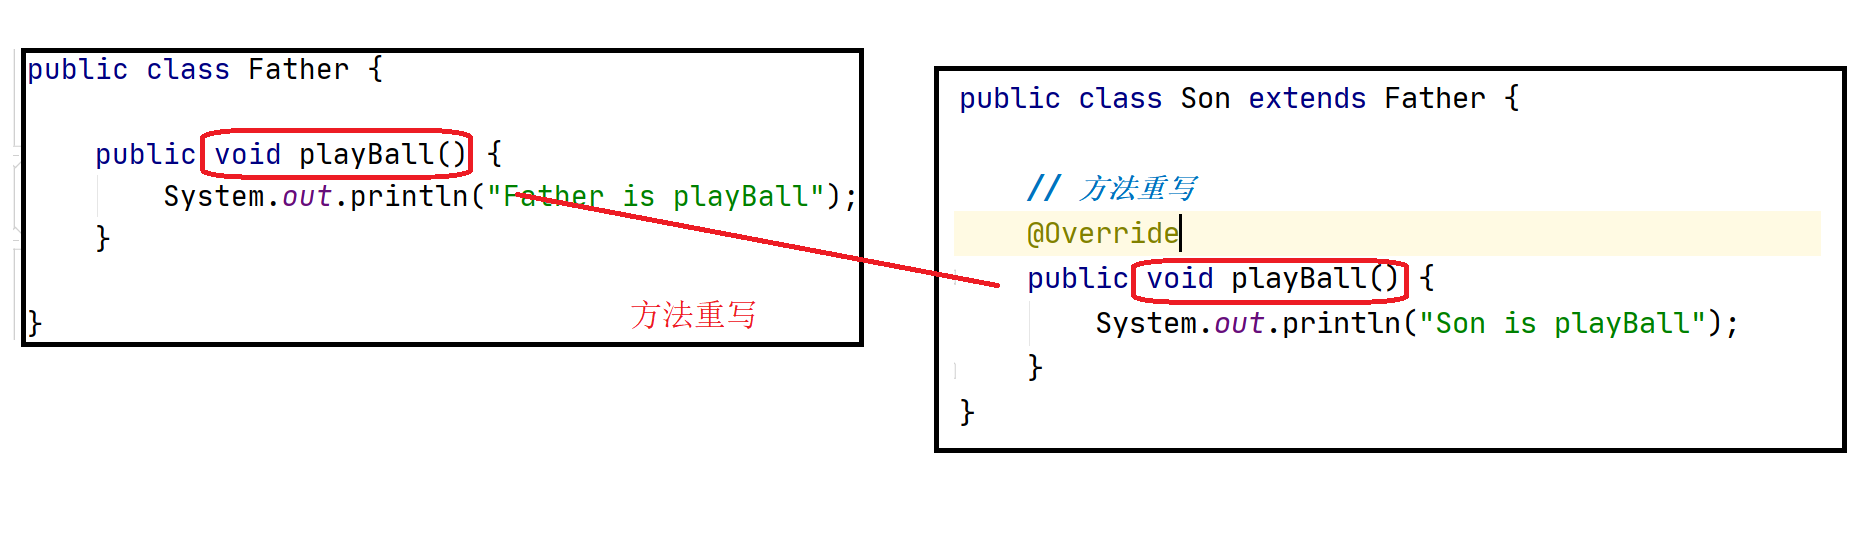 public class Father {
public void playBall() {
System.out.println("Father is playBall");
}
}
方法重写
public class Son extends Father {
// 方法重写
@Override
public void playBall() {
System.out.println("Son is playBall");
}
}